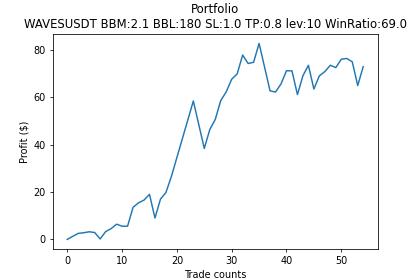 Portfolio
WAVESUSDT BBM:2.1 BBL:180 SL:1.0 TP:0.8 lev:10 WinRatio:69.0
80
60
40
20
0
Profit ($)
0 10 20 30 40 50
Trade counts